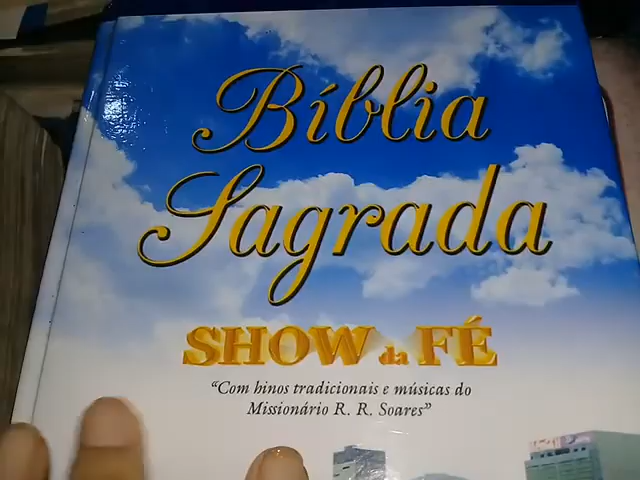 Bíblia
Sagrada
SHOW da FÉ
“Com hinos tradicionais e músicas do
Missionário R. R. Soares”